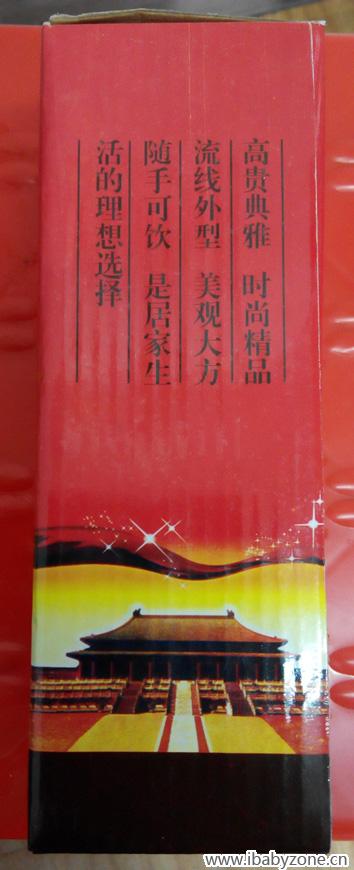 高贵典雅 时尚精品
流线外型 美观大方
随手可饮 是居家生
活的理想选择
www.ibabyzone.cn